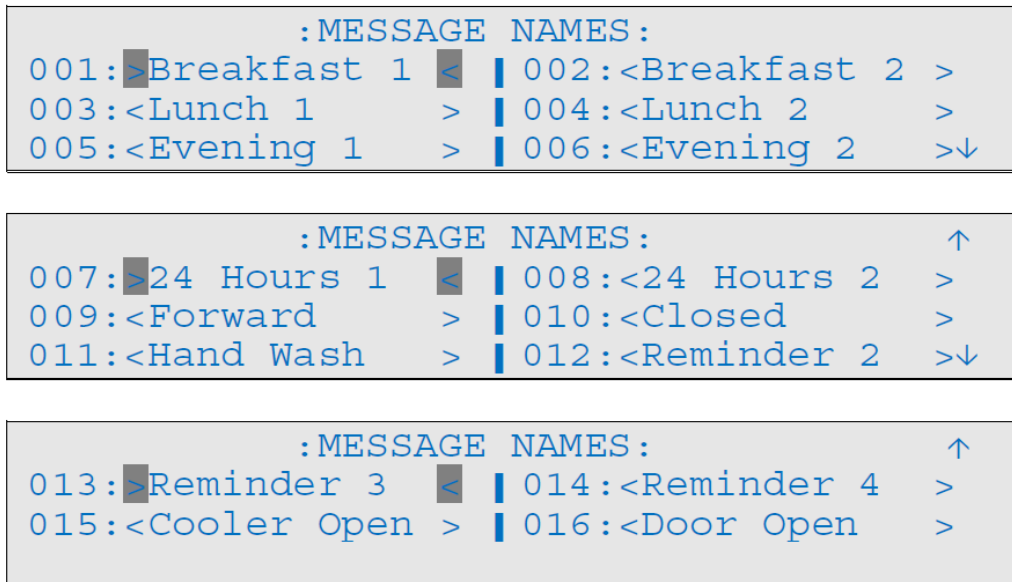 :MESSAGE NAMES:
001:>Breakfast 1 < | 002:<Breakfast 2 >
003:<Lunch 1 > | 004:<Lunch 2 >
005:<Evening 1 > | 006:<Evening 2 >↓
:MESSAGE NAMES: ↑
007:>24 Hours 1 < | 008:<24 Hours 2 >
009:<Forward > | 010:<Closed >
011:<Hand Wash > | 012:<Reminder 2 >↓
:MESSAGE NAMES: ↑
013:>Reminder 3 < | 014:<Reminder 4 >
015:<Cooler Open > | 016:<Door Open >